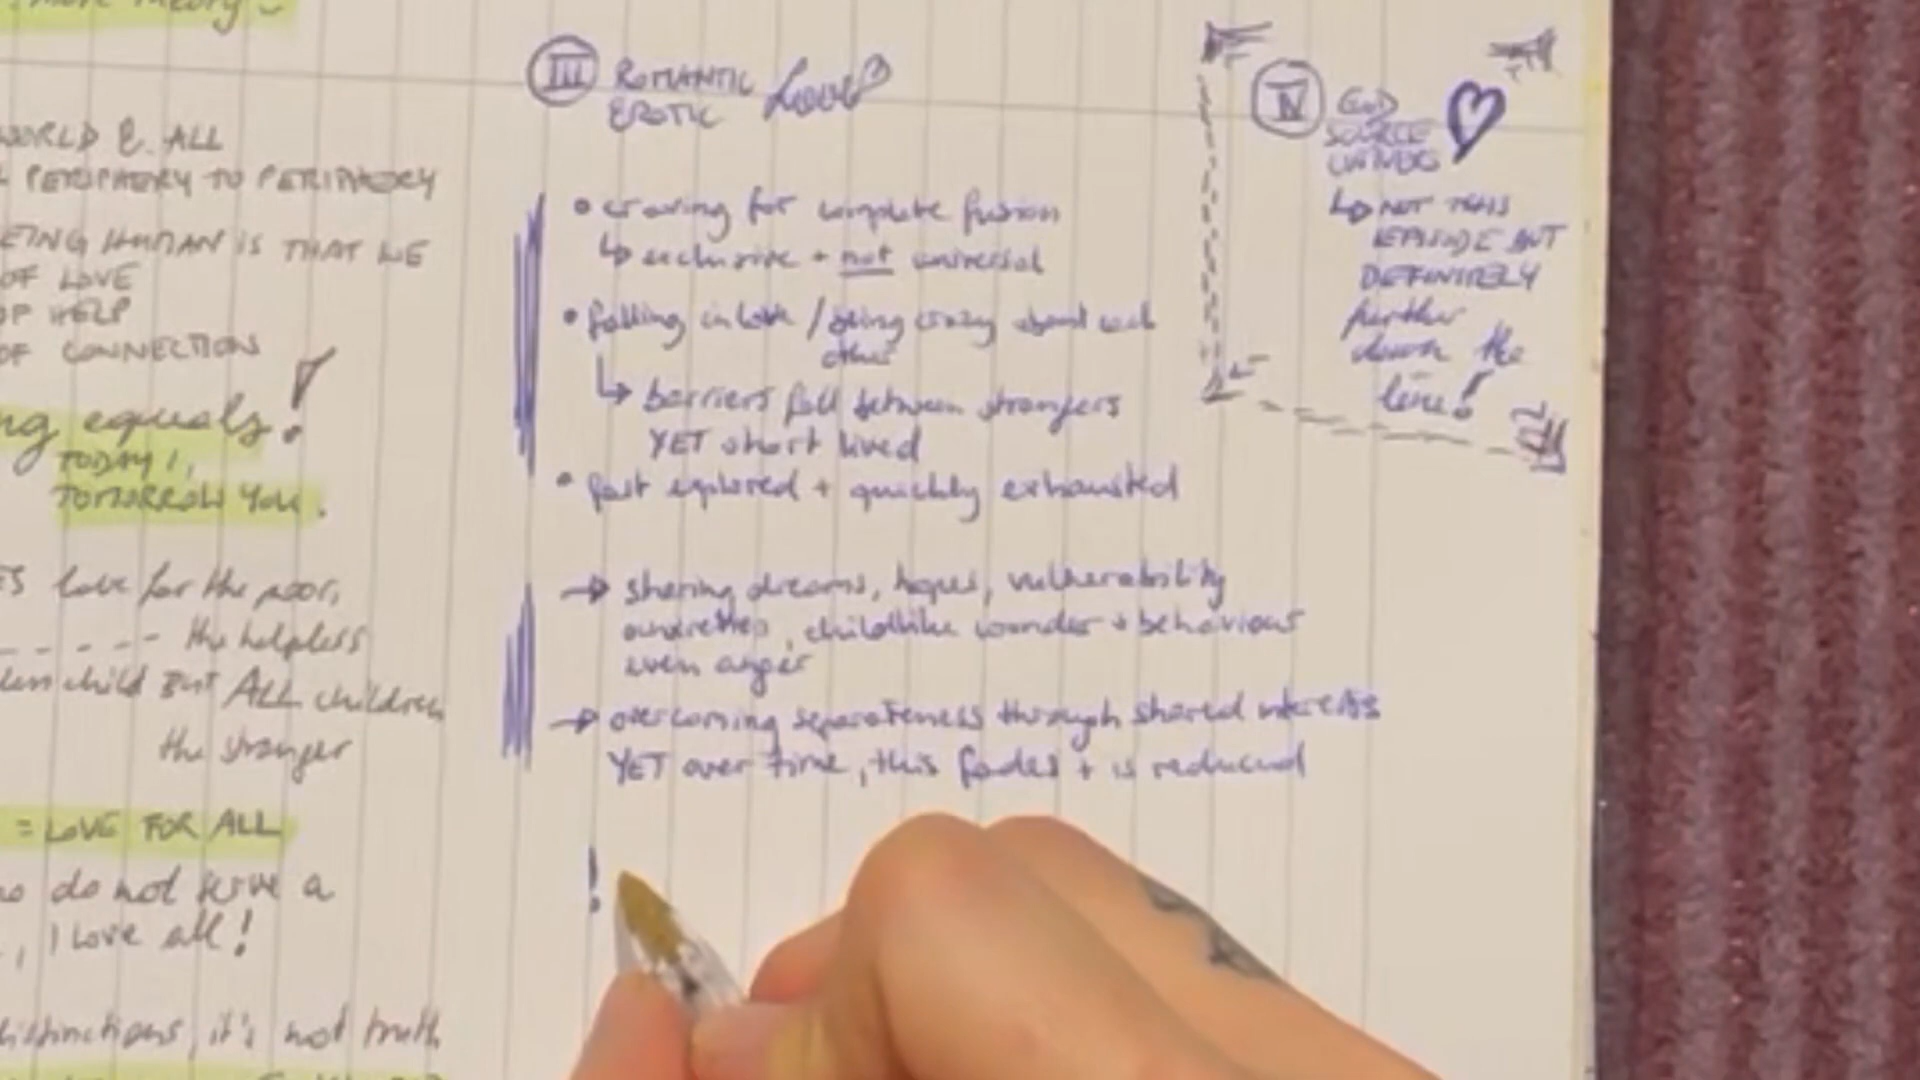 more theory
WORLD & ALL
PERIPHERY TO PERIPHERY
BEING HUMAN IS THAT WE
OF LOVE
OF HELP
OF CONNECTION
ng equals!
TODAY I,
TOMORROW YOU.
love for the poor,
----- the helpless
child BUT ALL children
the stranger
= LOVE FOR ALL
do not serve a
, I love all!
distinctions, it's not truth
III ROMANTIC Love
EROTIC
• craving for complete fusion
↳ exclusive + not universal
• falling in love / being crazy about each
other
↳ barriers fall between strangers
YET short lived
• fast explored + quickly exhausted
→ sharing dreams, hopes, vulnerability
anxieties, childlike wonder + behaviours
even anger
→ overcoming separateness through shared interests
YET over time, this fades + is reduced
!
IV GOD
SOURCE
↳ NOT THIS
EPISODE BUT
DEFINITELY
further
down the
line!